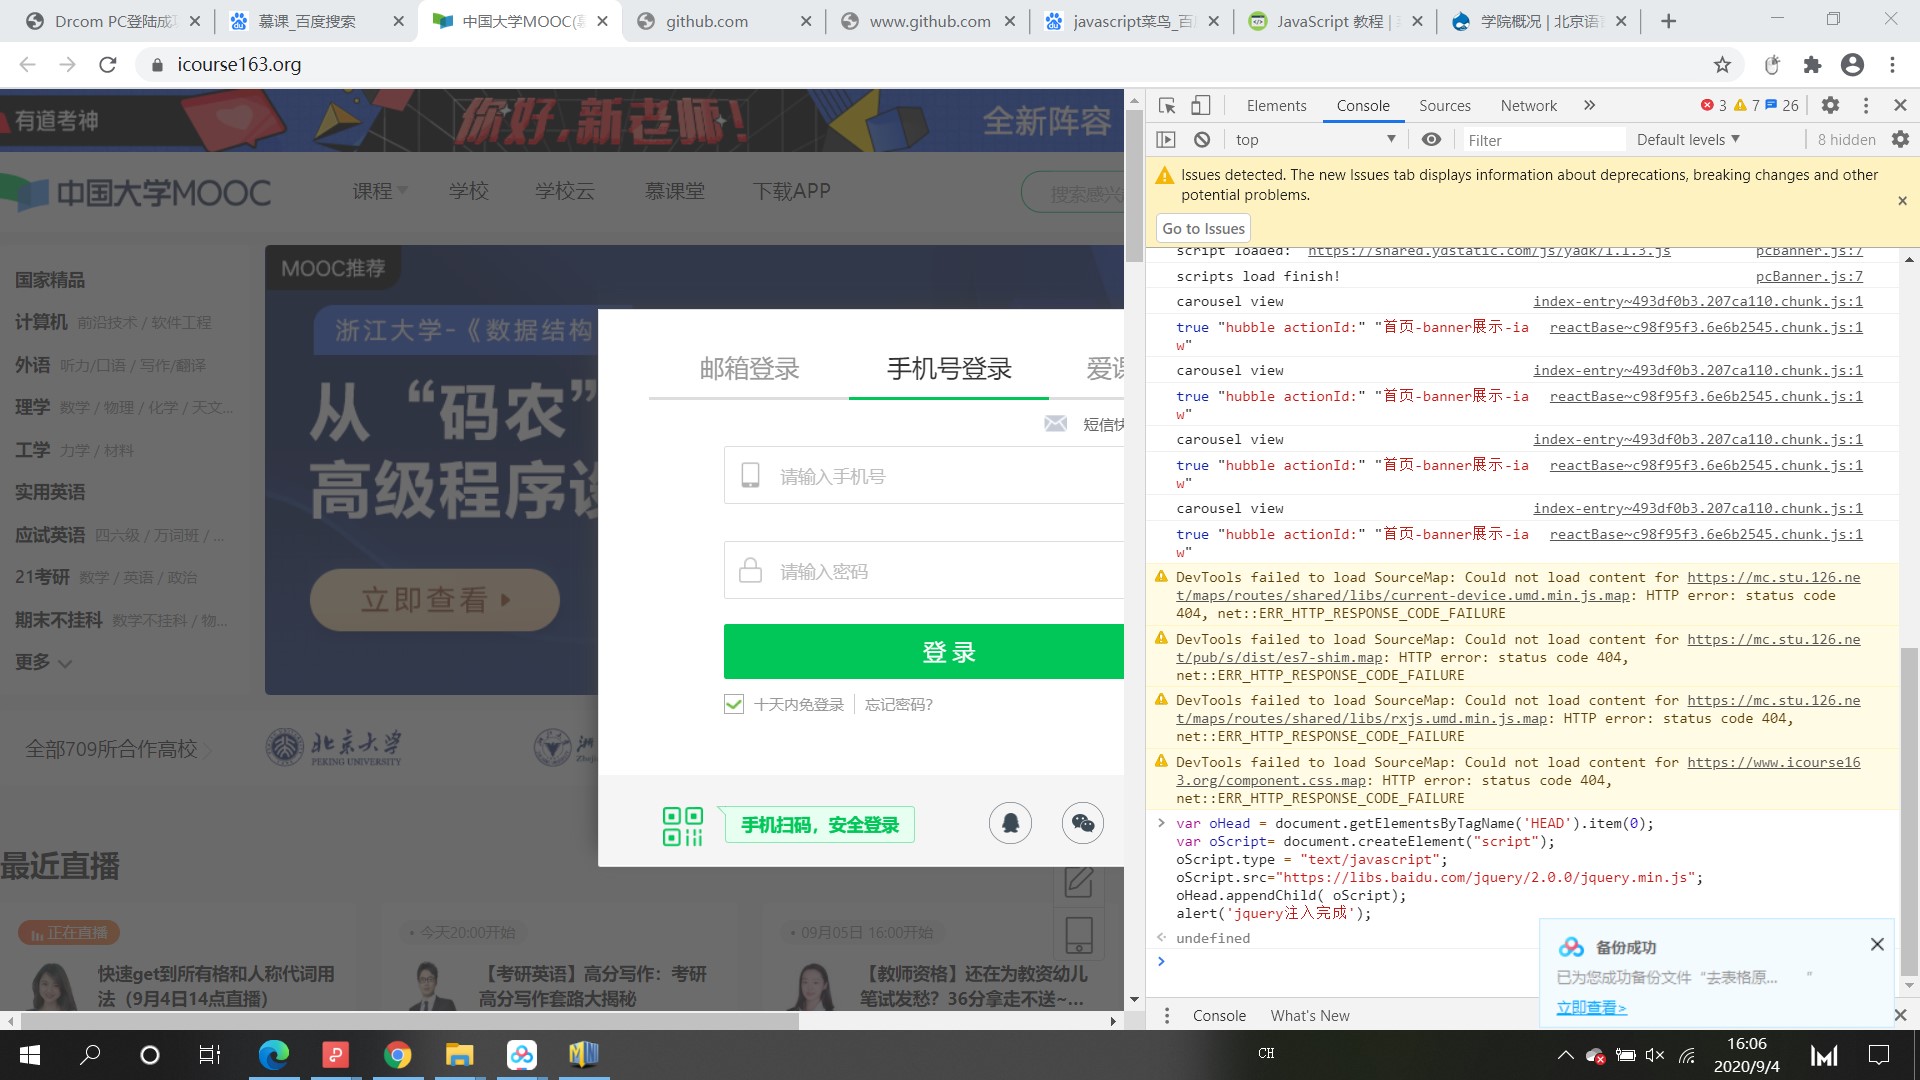 Drcom PC登陆成
慕课_百度搜索
中国大学MOOC(慕
github.com
www.github.com
javascript菜鸟_百
JavaScript 教程 |
学院概况 | 北京语
icourse163.org
有道考神
你好,新老师!
全新阵容
中国大学MOOC
课程
学校
学校云
慕课堂
下载APP
搜索感兴
国家精品
计算机 前沿技术 / 软件工程
外语 听力/口语 / 写作/翻译
理学 数学 / 物理 / 化学 / 天文...
工学 力学 / 材料
实用英语
应试英语 四六级 / 万词班 / ...
21考研 数学 / 英语 / 政治
期末不挂科 数学不挂科 / 物...
更多
MOOC推荐
浙江大学-《数据结构
从“码农”
高级程序设
立即查看
邮箱登录
手机号登录
爱课
短信快
请输入手机号
请输入密码
登 录
十天内免登录
忘记密码?
手机扫码，安全登录
全部709所合作高校
北京大学
PEKING UNIVERSITY
浙
最近直播
正在直播
快速get到所有格和人称代词用
法（9月4日14点直播）
• 今天20:00开始
【考研英语】高分写作：考研
高分写作套路大揭秘
• 09月05日 16:00开始
【教师资格】还在为教资幼儿
笔试发愁？36分拿走不送~...
Elements
Console
Sources
Network
3
7
26
top
Filter
Default levels
8 hidden
Issues detected. The new Issues tab displays information about deprecations, breaking changes and other
potential problems.
Go to Issues
script loaded: https://shared.ydstatic.com/js/yadk/1.1.3.js pcBanner.js:7
scripts load finish! pcBanner.js:7
carousel view index-entry~493df0b3.207ca110.chunk.js:1
true "hubble actionId:" "首页-banner展示-ia reactBase~c98f95f3.6e6b2545.chunk.js:1
w"
carousel view index-entry~493df0b3.207ca110.chunk.js:1
true "hubble actionId:" "首页-banner展示-ia reactBase~c98f95f3.6e6b2545.chunk.js:1
w"
carousel view index-entry~493df0b3.207ca110.chunk.js:1
true "hubble actionId:" "首页-banner展示-ia reactBase~c98f95f3.6e6b2545.chunk.js:1
w"
carousel view index-entry~493df0b3.207ca110.chunk.js:1
true "hubble actionId:" "首页-banner展示-ia reactBase~c98f95f3.6e6b2545.chunk.js:1
w"
DevTools failed to load SourceMap: Could not load content for https://mc.stu.126.ne
t/maps/routes/shared/libs/current-device.umd.min.js.map: HTTP error: status code
404, net::ERR_HTTP_RESPONSE_CODE_FAILURE
DevTools failed to load SourceMap: Could not load content for https://mc.stu.126.ne
t/pub/s/dist/es7-shim.map: HTTP error: status code 404,
net::ERR_HTTP_RESPONSE_CODE_FAILURE
DevTools failed to load SourceMap: Could not load content for https://mc.stu.126.ne
t/maps/routes/shared/libs/rxjs.umd.min.js.map: HTTP error: status code 404,
net::ERR_HTTP_RESPONSE_CODE_FAILURE
DevTools failed to load SourceMap: Could not load content for https://www.icourse16
3.org/component.css.map: HTTP error: status code 404,
net::ERR_HTTP_RESPONSE_CODE_FAILURE
var oHead = document.getElementsByTagName('HEAD').item(0);
var oScript= document.createElement("script");
oScript.type = "text/javascript";
oScript.src="https://libs.baidu.com/jquery/2.0.0/jquery.min.js";
oHead.appendChild( oScript);
alert('jquery注入完成');
undefined
备份成功
已为您成功备份文件“去表格原... ”
立即查看>
Console
What's New
CH
16:06
2020/9/4